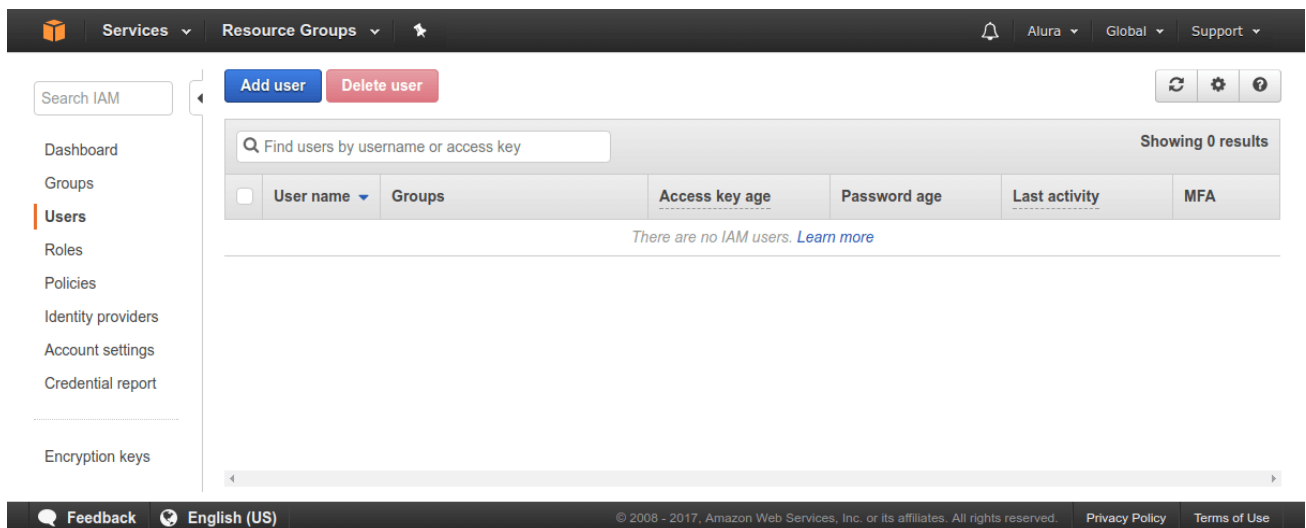 Services Resource Groups Alura Global Support
Search IAM
Add user Delete user
Dashboard
Groups
Users
Roles
Policies
Identity providers
Account settings
Credential report
Encryption keys
Find users by username or access key Showing 0 results
User name Groups Access key age Password age Last activity MFA
There are no IAM users. Learn more
Feedback English (US) © 2008 - 2017, Amazon Web Services, Inc. or its affiliates. All rights reserved. Privacy Policy Terms of Use